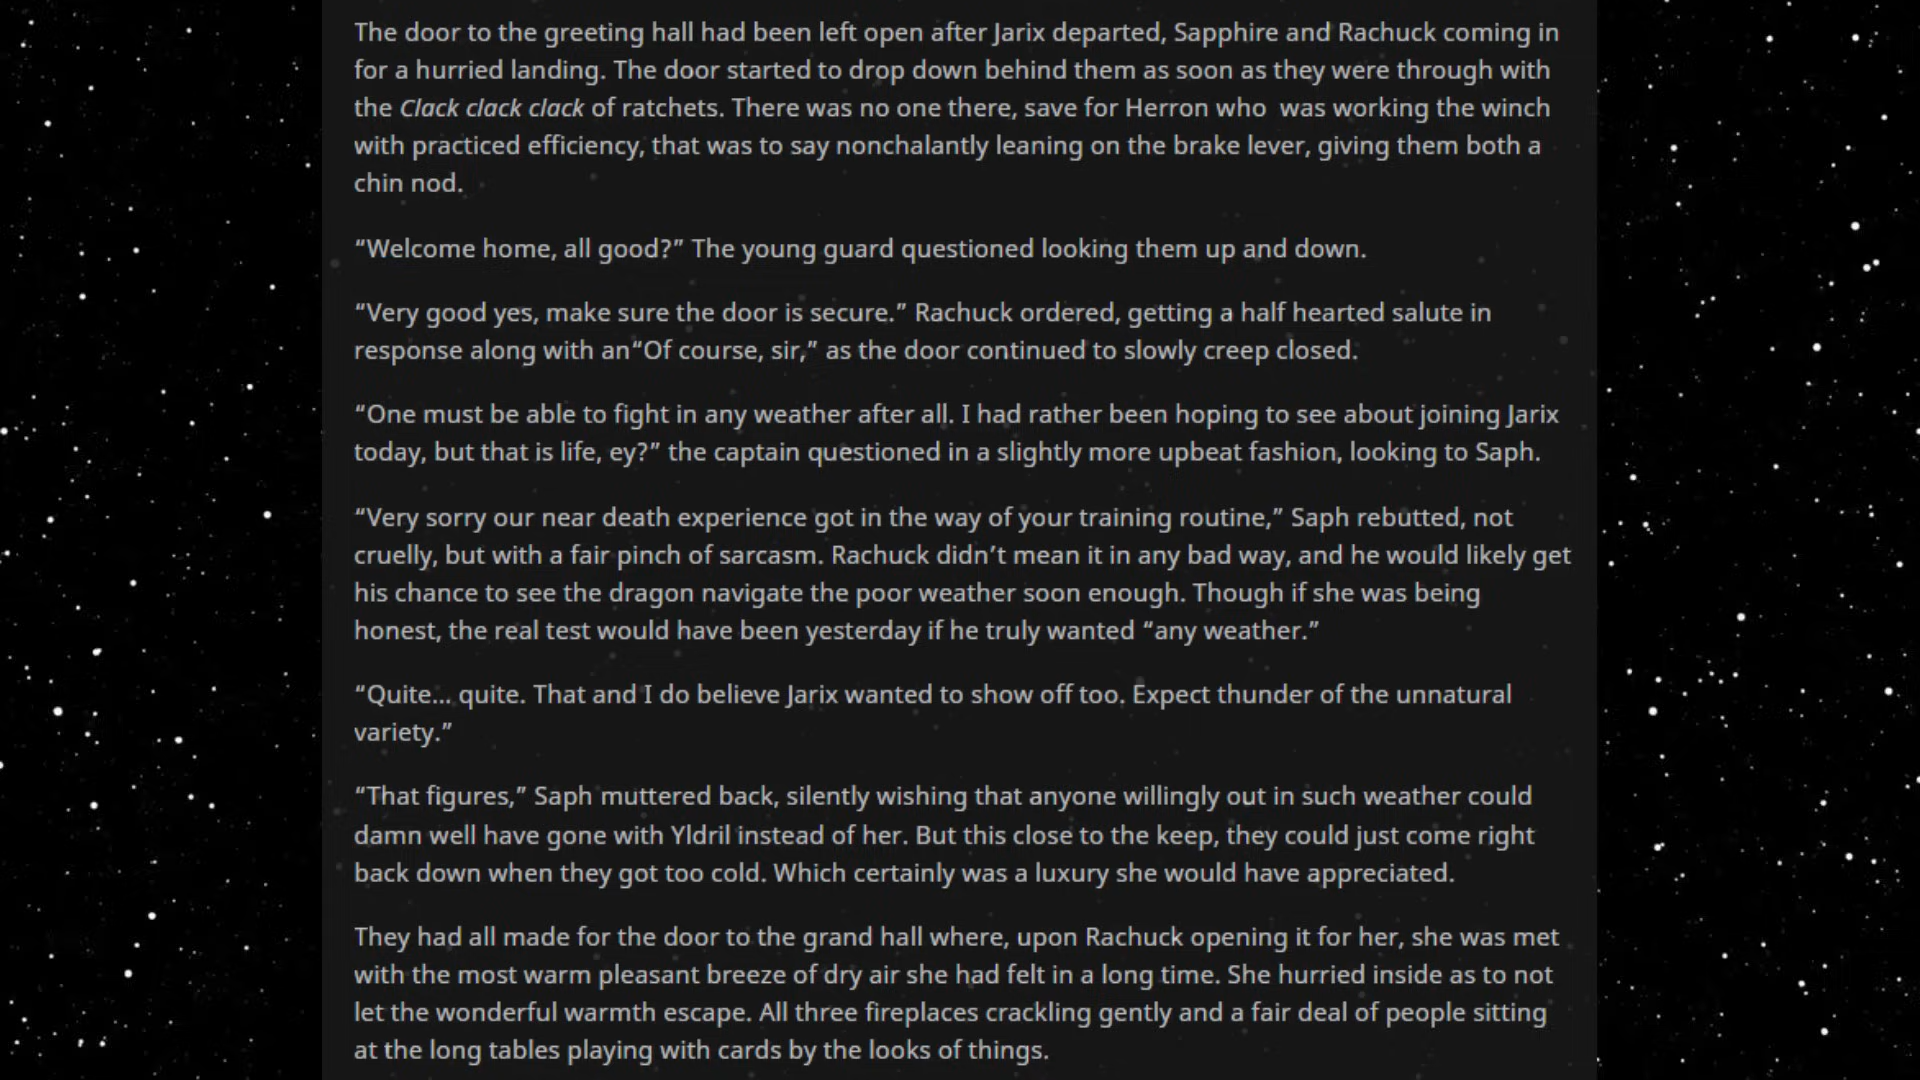 The door to the greeting hall had been left open after Jarix departed, Sapphire and Rachuck coming in
for a hurried landing. The door started to drop down behind them as soon as they were through with
the Clack clack clack of ratchets. There was no one there, save for Herron who  was working the winch
with practiced efficiency, that was to say nonchalantly leaning on the brake lever, giving them both a
chin nod.
“Welcome home, all good?” The young guard questioned looking them up and down.
“Very good yes, make sure the door is secure.” Rachuck ordered, getting a half hearted salute in
response along with an“Of course, sir,” as the door continued to slowly creep closed.
“One must be able to fight in any weather after all. I had rather been hoping to see about joining Jarix
today, but that is life, ey?” the captain questioned in a slightly more upbeat fashion, looking to Saph.
“Very sorry our near death experience got in the way of your training routine,” Saph rebutted, not
cruelly, but with a fair pinch of sarcasm. Rachuck didn’t mean it in any bad way, and he would likely get
his chance to see the dragon navigate the poor weather soon enough. Though if she was being
honest, the real test would have been yesterday if he truly wanted “any weather.”
“Quite… quite. That and I do believe Jarix wanted to show off too. Expect thunder of the unnatural
variety.”
“That figures,” Saph muttered back, silently wishing that anyone willingly out in such weather could
damn well have gone with Yldril instead of her. But this close to the keep, they could just come right
back down when they got too cold. Which certainly was a luxury she would have appreciated.
They had all made for the door to the grand hall where, upon Rachuck opening it for her, she was met
with the most warm pleasant breeze of dry air she had felt in a long time. She hurried inside as to not
let the wonderful warmth escape. All three fireplaces crackling gently and a fair deal of people sitting
at the long tables playing with cards by the looks of things.